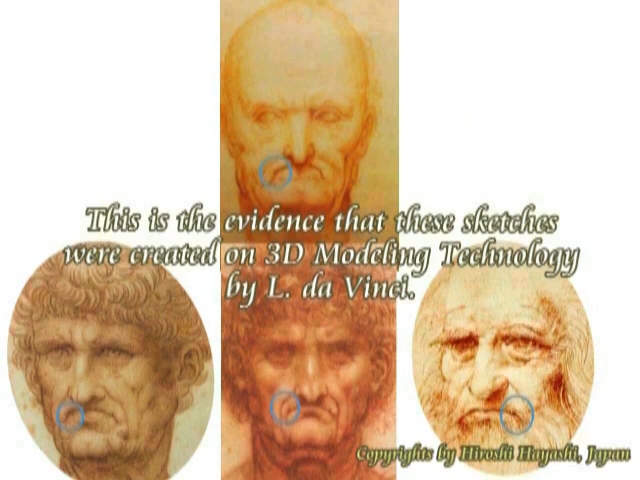 This is the evidence that these sketches
were created on 3D Modeling Technology
by L. da Vinci.
Copyrights by Hiroshi Hayashi, Japan